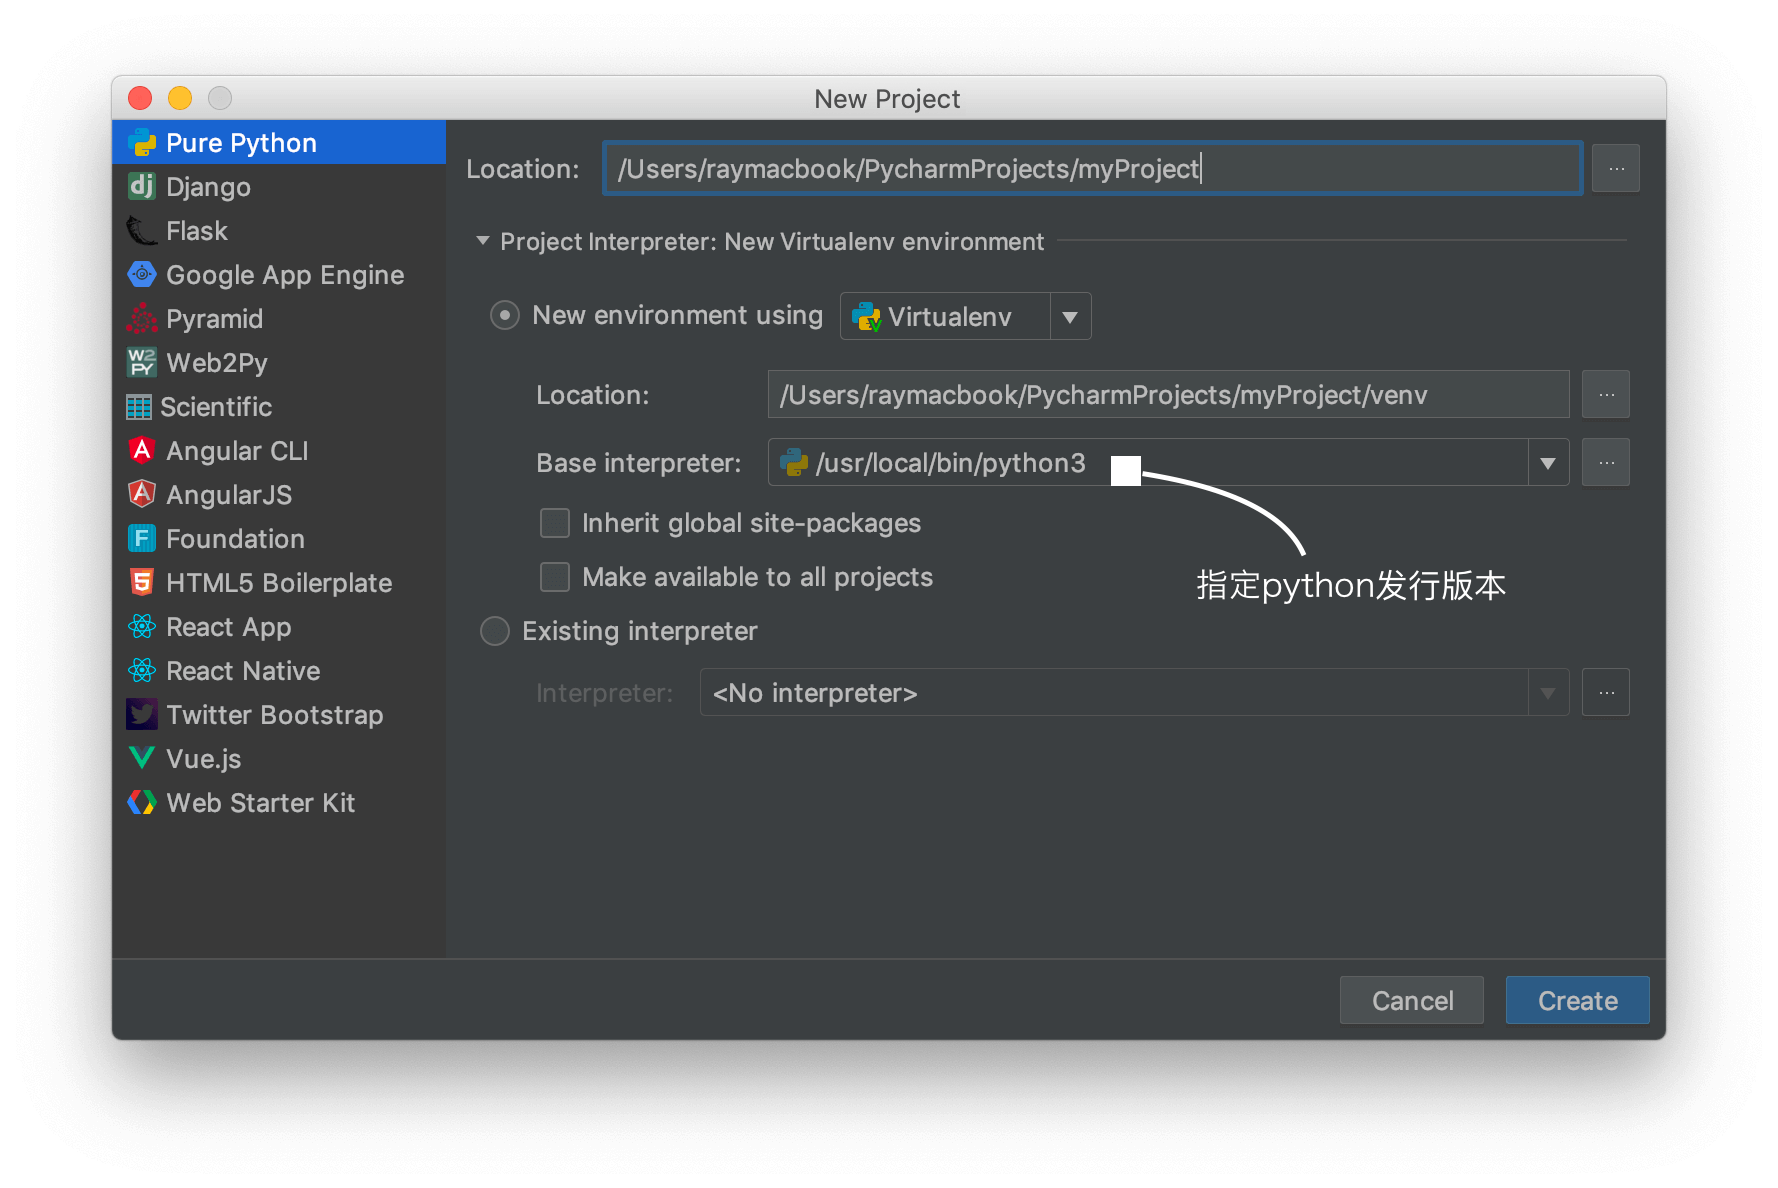 New Project
Pure Python
Django
Flask
Google App Engine
Pyramid
Web2Py
Scientific
Angular CLI
AngularJS
Foundation
HTML5 Boilerplate
React App
React Native
Twitter Bootstrap
Vue.js
Web Starter Kit
Location: /Users/raymacbook/PycharmProjects/myProject ...
Project Interpreter: New Virtualenv environment
New environment using Virtualenv
Location: /Users/raymacbook/PycharmProjects/myProject/venv ...
Base interpreter: /usr/local/bin/python3 ...
Inherit global site-packages
Make available to all projects
指定python发行版本
Existing interpreter
Interpreter: <No interpreter> ...
Cancel Create